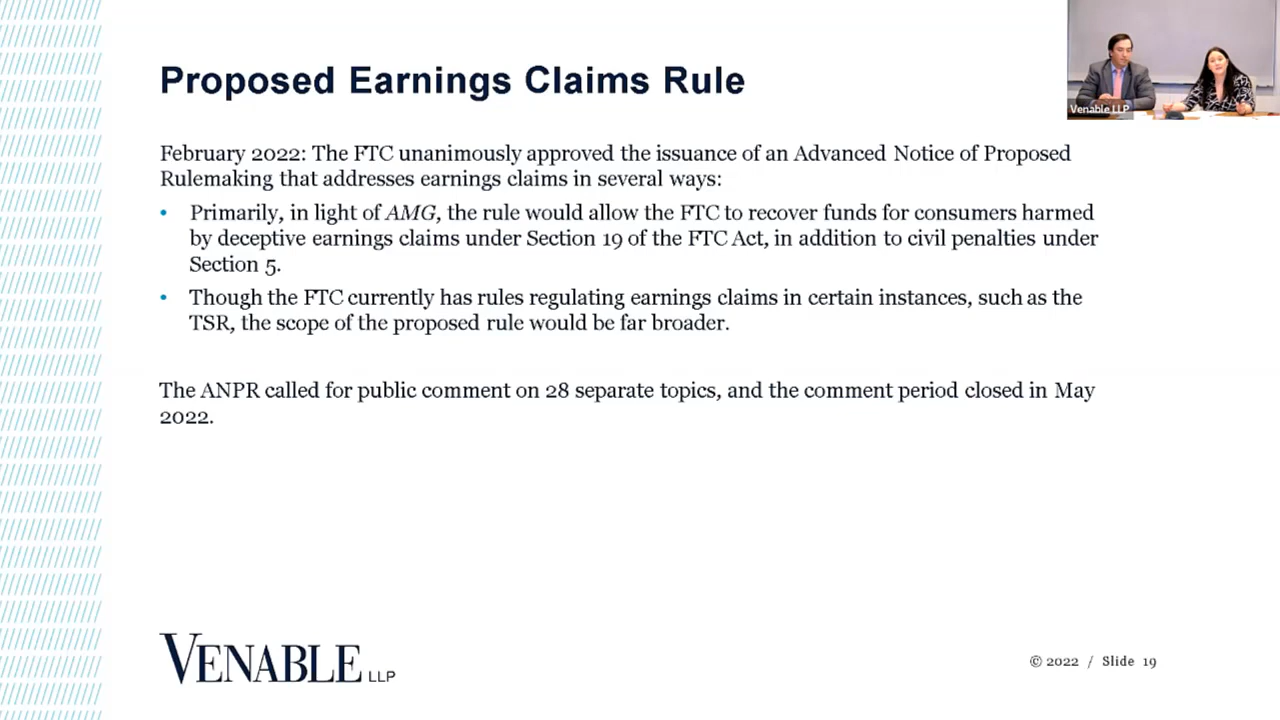 Proposed Earnings Claims Rule
Venable LLP
February 2022: The FTC unanimously approved the issuance of an Advanced Notice of Proposed
Rulemaking that addresses earnings claims in several ways:
• Primarily, in light of AMG, the rule would allow the FTC to recover funds for consumers harmed
by deceptive earnings claims under Section 19 of the FTC Act, in addition to civil penalties under
Section 5.
• Though the FTC currently has rules regulating earnings claims in certain instances, such as the
TSR, the scope of the proposed rule would be far broader.
The ANPR called for public comment on 28 separate topics, and the comment period closed in May
2022.
VENABLE LLP
© 2022 / Slide 19